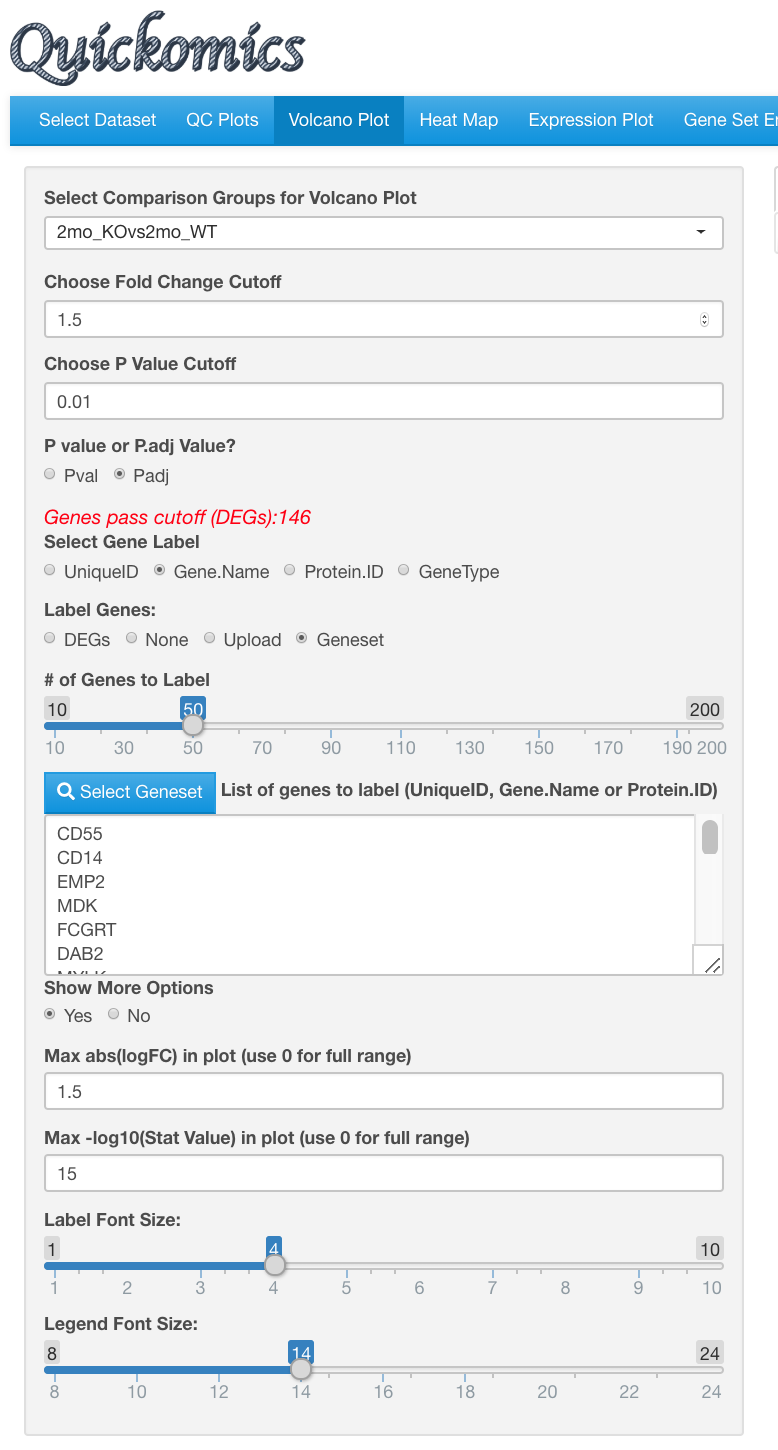 Quickomics
Select Dataset QC Plots Volcano Plot Heat Map Expression Plot Gene Set
Select Comparison Groups for Volcano Plot
2mo_KOvs2mo_WT
Choose Fold Change Cutoff
1.5
Choose P Value Cutoff
0.01
P value or P.adj Value?
Pval Padj
Genes pass cutoff (DEGs):146
Select Gene Label
UniqueID Gene.Name Protein.ID GeneType
Label Genes:
DEGs None Upload Geneset
# of Genes to Label
10 50 200
10 30 50 70 90 110 130 150 170 190 200
Select Geneset List of genes to label (UniqueID, Gene.Name or Protein.ID)
CD55
CD14
EMP2
MDK
FCGRT
DAB2
Show More Options
Yes No
Max abs(logFC) in plot (use 0 for full range)
1.5
Max -log10(Stat Value) in plot (use 0 for full range)
15
Label Font Size:
1 4 10
1 2 3 4 5 6 7 8 9 10
Legend Font Size:
8 14 24
8 10 12 14 16 18 20 22 24